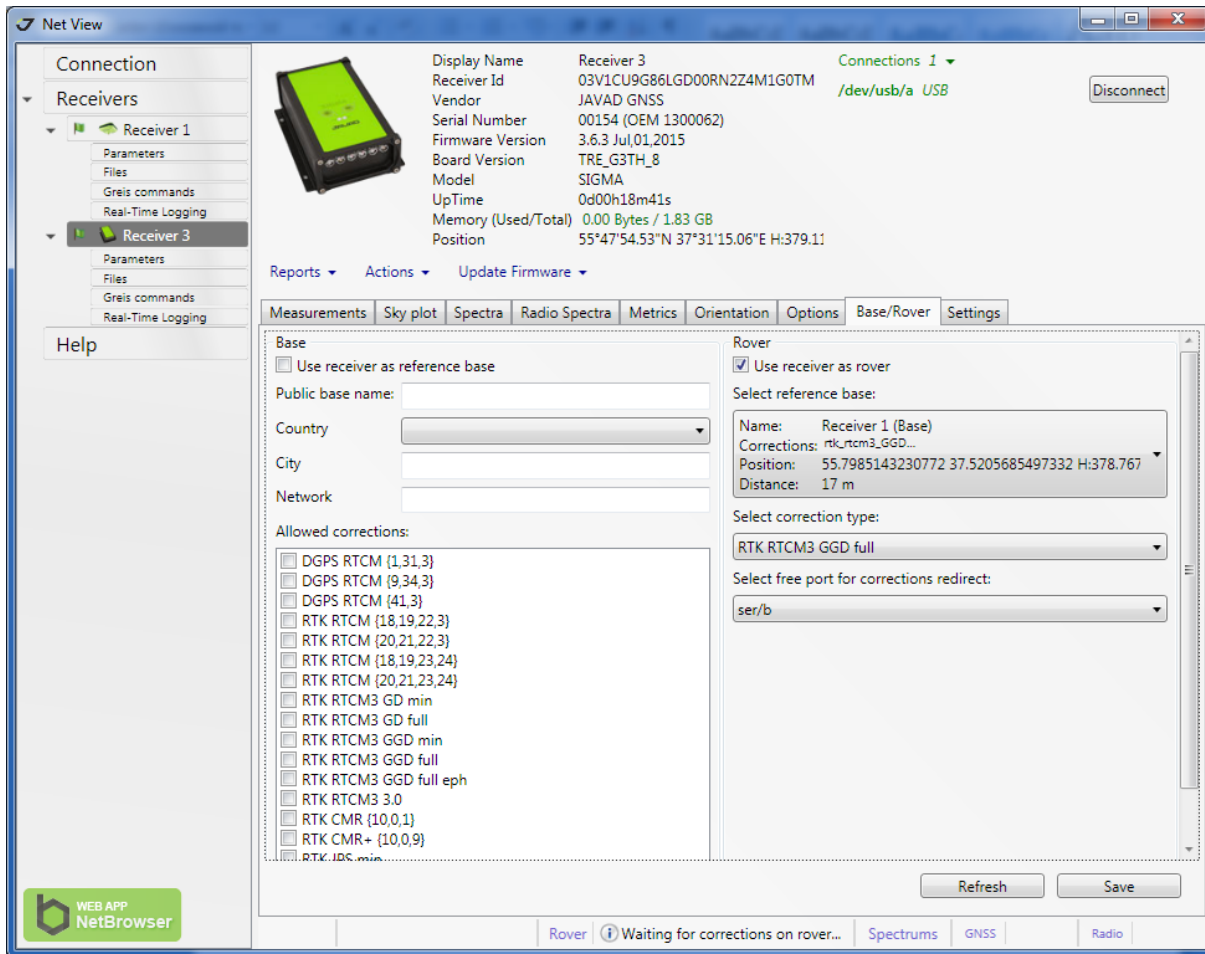 Net View
Connection
Receivers
Receiver 1
Parameters
Files
Greis commands
Real-Time Logging
Receiver 3
Parameters
Files
Greis commands
Real-Time Logging
Help
WEB APP
NetBrowser
Display Name Receiver 3
Receiver Id 03V1CU9G86LGD00RN2Z4M1G0TM
Vendor JAVAD GNSS
Serial Number 00154 (OEM 1300062)
Firmware Version 3.6.3 Jul,01,2015
Board Version TRE_G3TH_8
Model SIGMA
UpTime 0d00h18m41s
Memory (Used/Total) 0.00 Bytes / 1.83 GB
Position 55°47'54.53"N 37°31'15.06"E H:379.11
Connections 1
/dev/usb/a USB
Disconnect
Reports Actions Update Firmware
Measurements Sky plot Spectra Radio Spectra Metrics Orientation Options Base/Rover Settings
Base
Use receiver as reference base
Public base name:
Country
City
Network
Allowed corrections:
DGPS RTCM {1,31,3}
DGPS RTCM {9,34,3}
DGPS RTCM {41,3}
RTK RTCM {18,19,22,3}
RTK RTCM {20,21,22,3}
RTK RTCM {18,19,23,24}
RTK RTCM {20,21,23,24}
RTK RTCM3 GD min
RTK RTCM3 GD full
RTK RTCM3 GGD min
RTK RTCM3 GGD full
RTK RTCM3 GGD full eph
RTK RTCM3 3.0
RTK CMR {10,0,1}
RTK CMR+ {10,0,9}
RTK JPS min
Rover
Use receiver as rover
Select reference base:
Name: Receiver 1 (Base)
Corrections: rtk_rtcm3_GGD...
Position: 55.7985143230772 37.5205685497332 H:378.767
Distance: 17 m
Select correction type:
RTK RTCM3 GGD full
Select free port for corrections redirect:
ser/b
Refresh Save
Rover Waiting for corrections on rover... Spectrums GNSS Radio